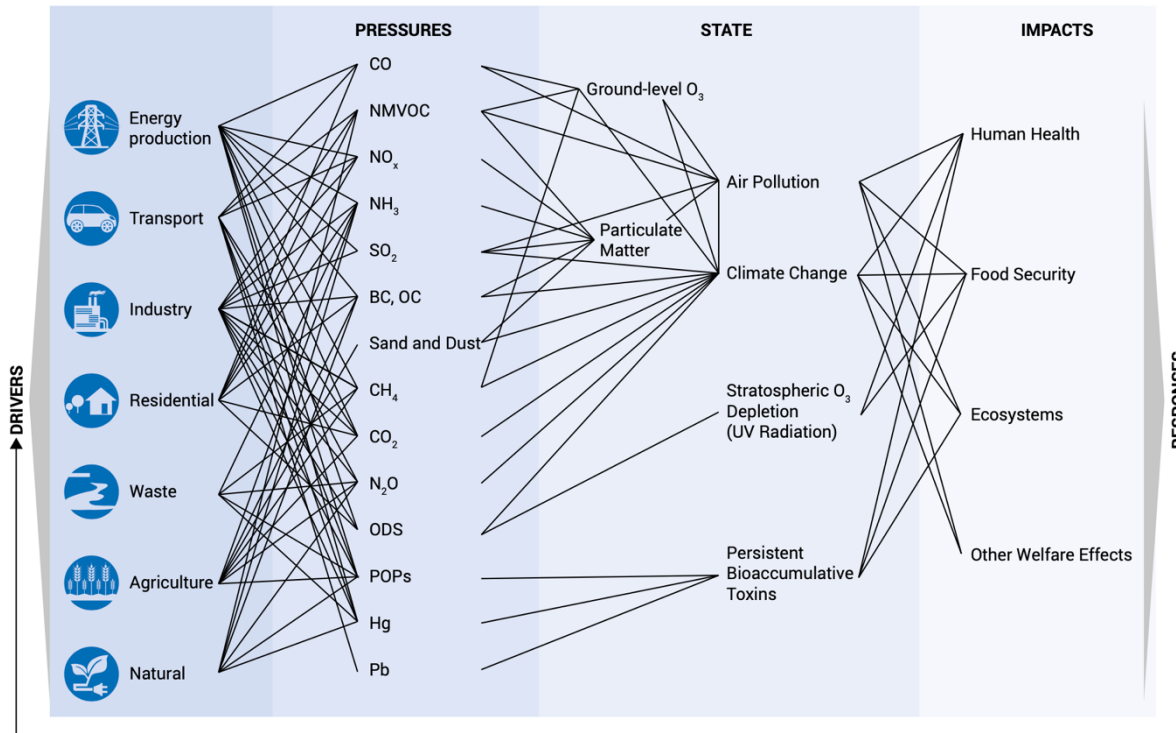 PRESSURES
STATE
IMPACTS
DRIVERS
Energy
production
Transport
Industry
Residential
Waste
Agriculture
Natural
CO
NMVOC
NOₓ
NH₃
SO₂
BC, OC
Sand and Dust
CH₄
CO₂
N₂O
ODS
POPs
Hg
Pb
Ground-level O₃
Air Pollution
Particulate
Matter
Climate Change
Stratospheric O₃
Depletion
(UV Radiation)
Persistent
Bioaccumulative
Toxins
Human Health
Food Security
Ecosystems
Other Welfare Effects
RESPONSES